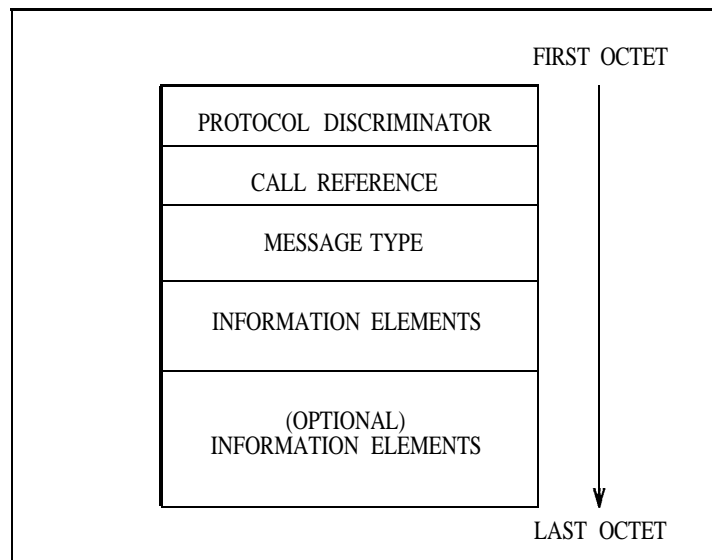 FIRST OCTET
PROTOCOL DISCRIMINATOR
CALL REFERENCE
MESSAGE TYPE
INFORMATION ELEMENTS
(OPTIONAL)
INFORMATION ELEMENTS
LAST OCTET